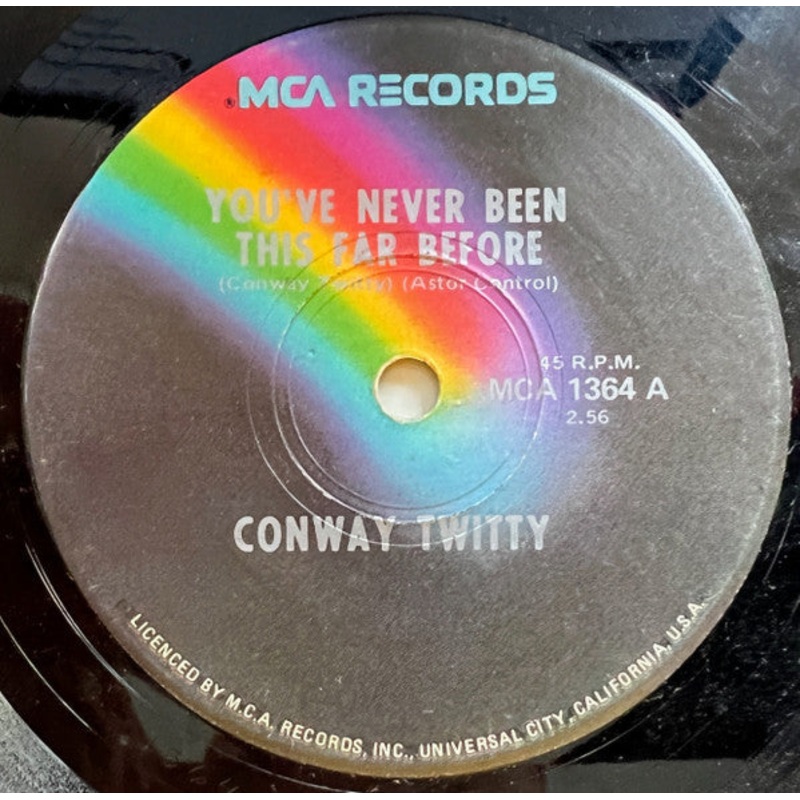 ® MCA RECORDS
YOU'VE NEVER BEEN
THIS FAR BEFORE
(Conway Twitty) (Astor Control)
45 R.P.M.
MCA 1364 A
2.56
CONWAY TWITTY
LICENCED BY M.C.A. RECORDS, INC., UNIVERSAL CITY, CALIFORNIA, U.S.A.